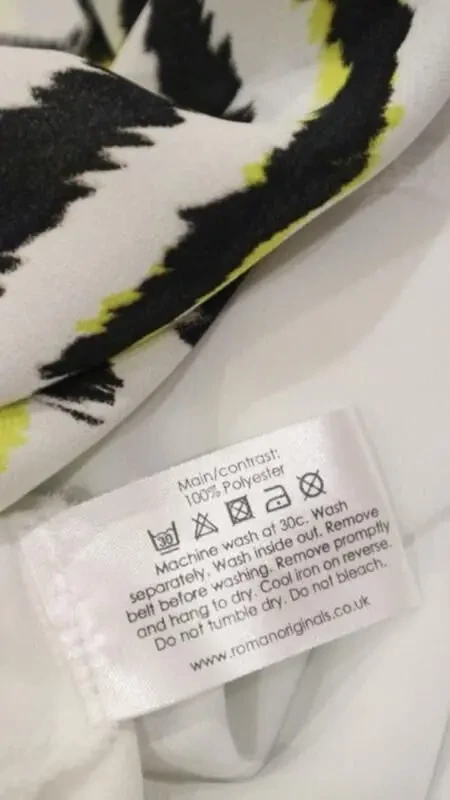 Main/contrast:
100% Polyester
30
Machine wash at 30c. Wash
separately. Wash inside out. Remove
belt before washing. Remove promptly
and hang to dry. Cool iron on reverse.
Do not tumble dry. Do not bleach.
www.romanoriginals.co.uk